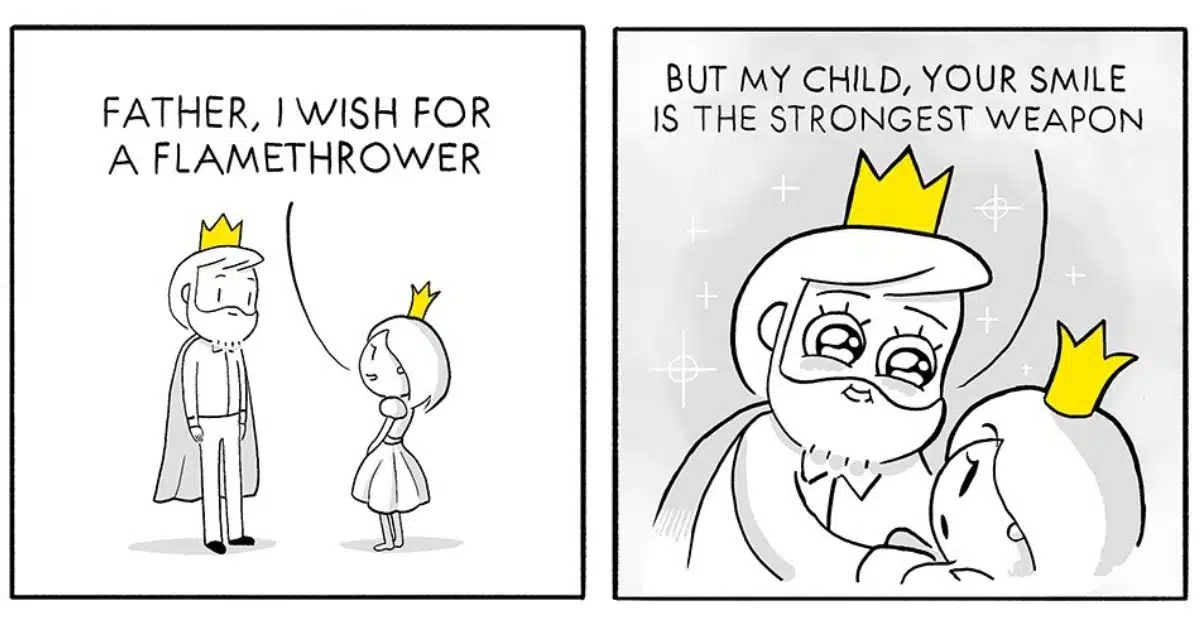 FATHER, I WISH FOR
A FLAMETHROWER
BUT MY CHILD, YOUR SMILE
IS THE STRONGEST WEAPON